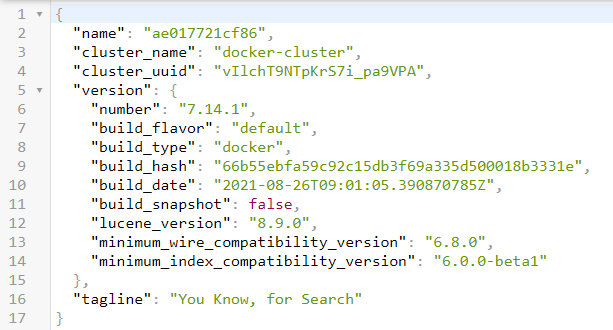 1 {
2 "name": "ae017721cf86",
3 "cluster_name": "docker-cluster",
4 "cluster_uuid": "vIlchT9NTpKrS7i_pa9VPA",
5 "version": {
6 "number": "7.14.1",
7 "build_flavor": "default",
8 "build_type": "docker",
9 "build_hash": "66b55ebfa59c92c15db3f69a335d500018b3331e",
10 "build_date": "2021-08-26T09:01:05.390870785Z",
11 "build_snapshot": false,
12 "lucene_version": "8.9.0",
13 "minimum_wire_compatibility_version": "6.8.0",
14 "minimum_index_compatibility_version": "6.0.0-beta1"
15 },
16 "tagline": "You Know, for Search"
17 }